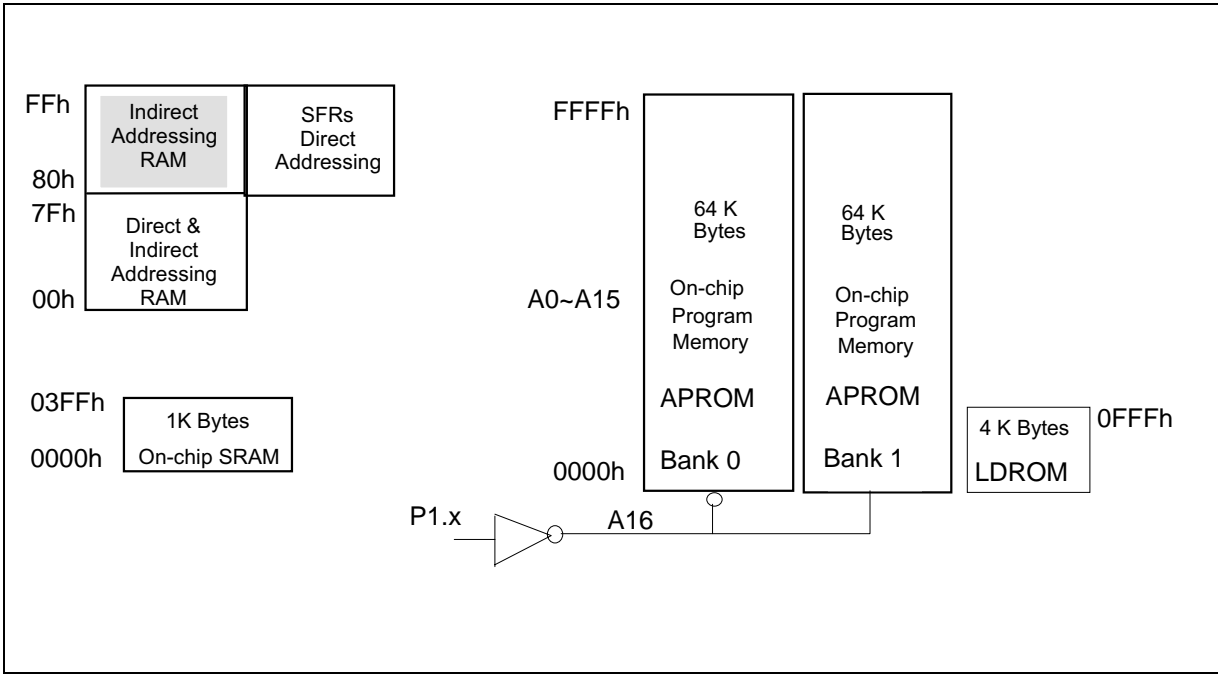 FFh
Indirect
Addressing
RAM
80h
SFRs
Direct
Addressing
7Fh
Direct &
Indirect
Addressing
RAM
00h
03FFh
1K Bytes
0000h
On-chip SRAM
FFFFh
A0~A15
0000h
64 K
Bytes
On-chip
Program
Memory
APROM
Bank 0
64 K
Bytes
On-chip
Program
Memory
APROM
Bank 1
4 K Bytes
LDROM
0FFFh
P1.x
A16